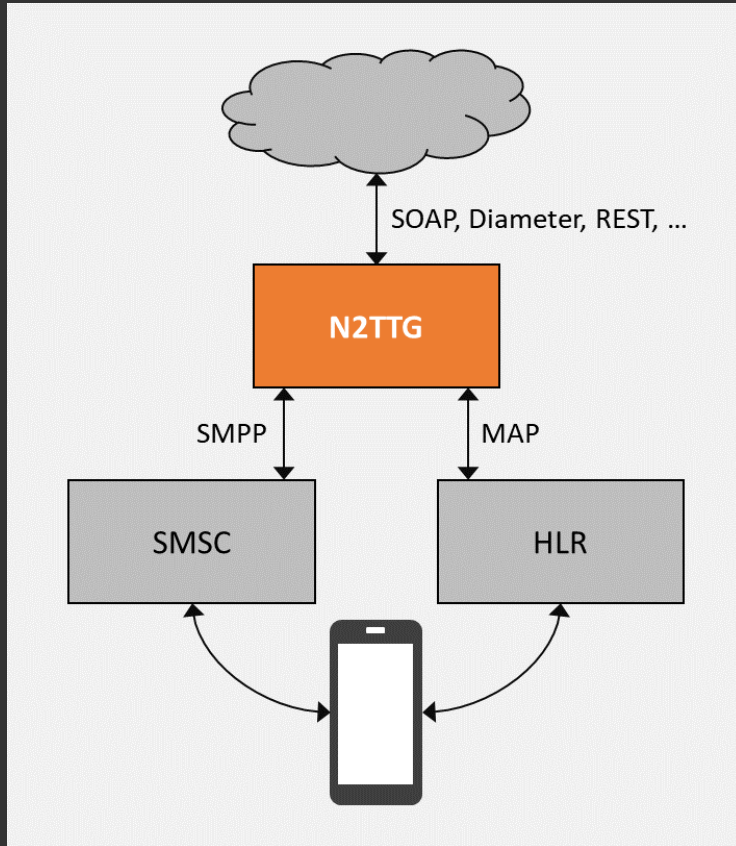 SOAP, Diameter, REST, ...
N2TTG
SMPP
MAP
SMSC
HLR